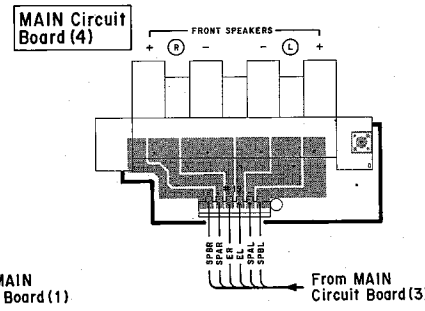 MAIN Circuit
Board (4)
FRONT SPEAKERS
+ R - - L +
SPBR
SPAR
ER
EL
SPAL
SPBL
MAIN
Board (1)
From MAIN
Circuit Board (3)